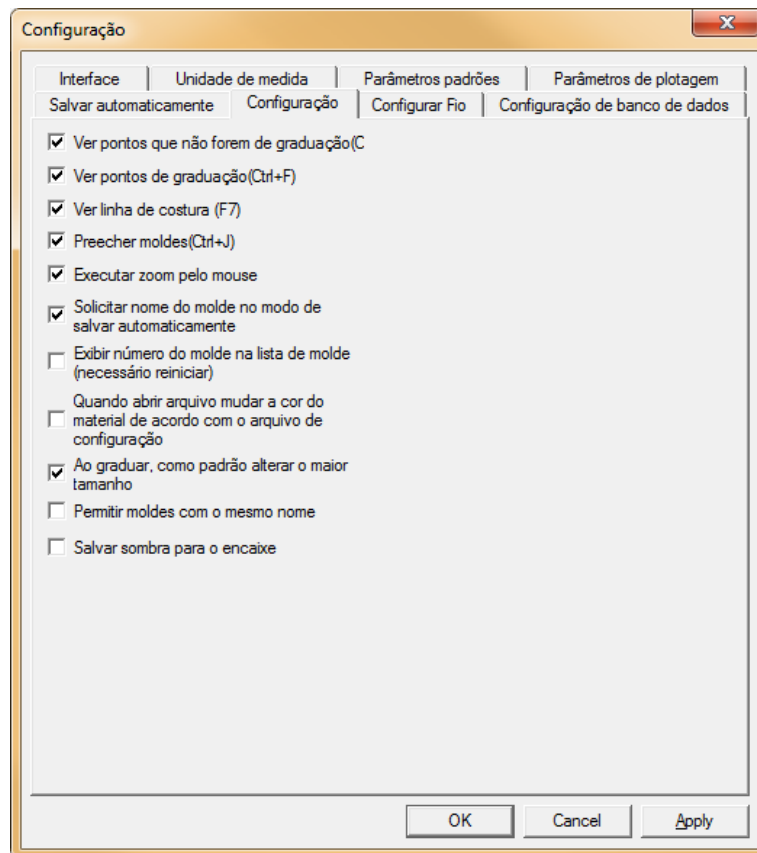 Configuração
Interface
Unidade de medida
Parâmetros padrões
Parâmetros de plotagem
Salvar automaticamente
Configuração
Configurar Fio
Configuração de banco de dados
Ver pontos que não forem de graduação(C
Ver pontos de graduação(Ctrl+F)
Ver linha de costura (F7)
Preecher moldes(Ctrl+J)
Executar zoom pelo mouse
Solicitar nome do molde no modo de
salvar automaticamente
Exibir número do molde na lista de molde
(necessário reiniciar)
Quando abrir arquivo mudar a cor do
material de acordo com o arquivo de
configuração
Ao graduar, como padrão alterar o maior
tamanho
Permitir moldes com o mesmo nome
Salvar sombra para o encaixe
OK
Cancel
Apply